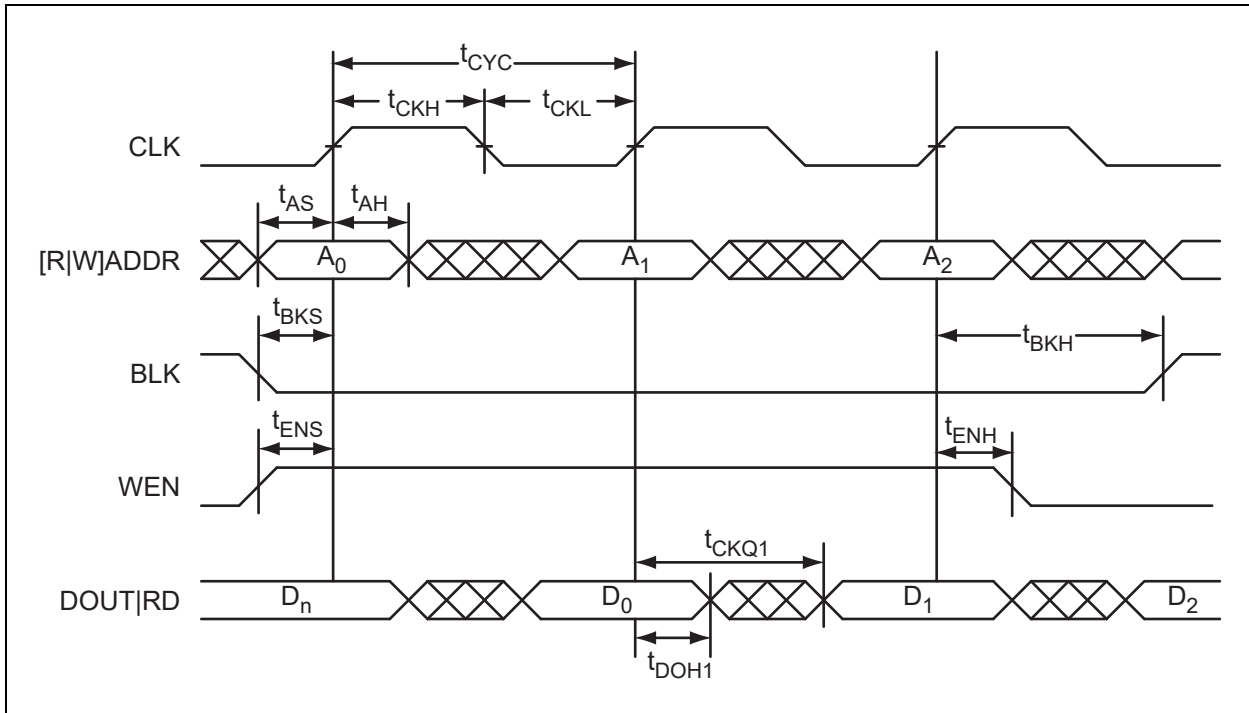 tCYC
tCKH tCKL
CLK
tAS tAH
[R|W]ADDR A0 A1 A2
tBKS tBKH
BLK
tENS tENH
WEN
tCKQ1
DOUT|RD Dn D0 D1 D2
tDOH1